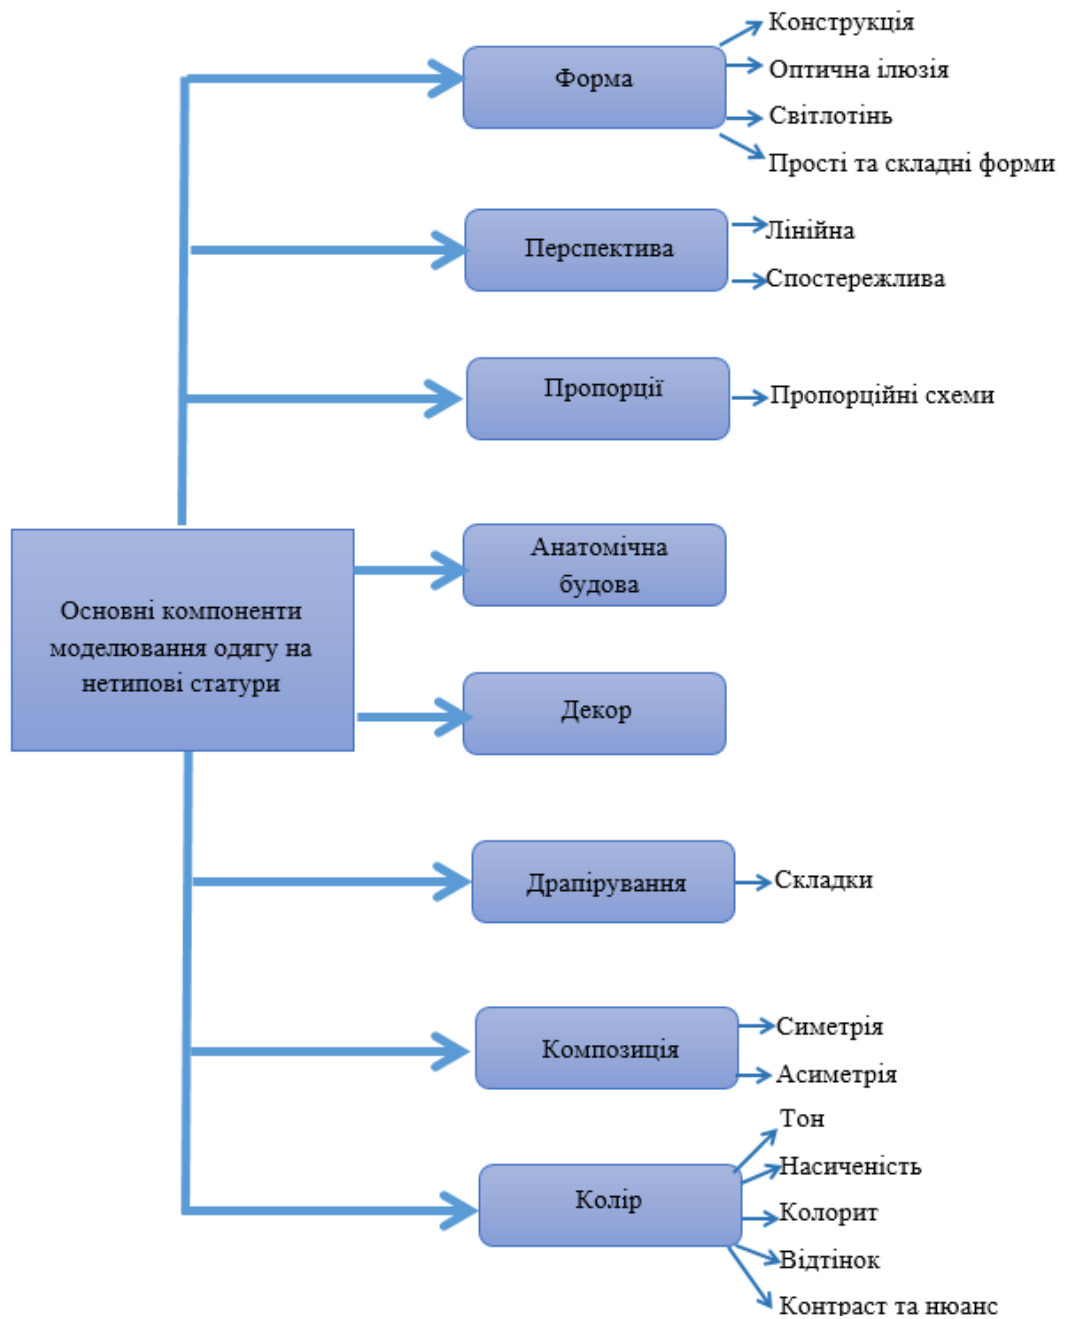 Конструкція
Форма
Оптична ілюзія
Світлотінь
Прості та складні форми
Перспектива
Лінійна
Спостережлива
Пропорції
Пропорційні схеми
Анатомічна
будова
Основні компоненти
моделювання одягу на
нетипові статури
Декор
Драпірування
Складки
Композиція
Симетрія
Асиметрія
Колір
Тон
Насиченість
Колорит
Відтінок
Контраст та нюанс